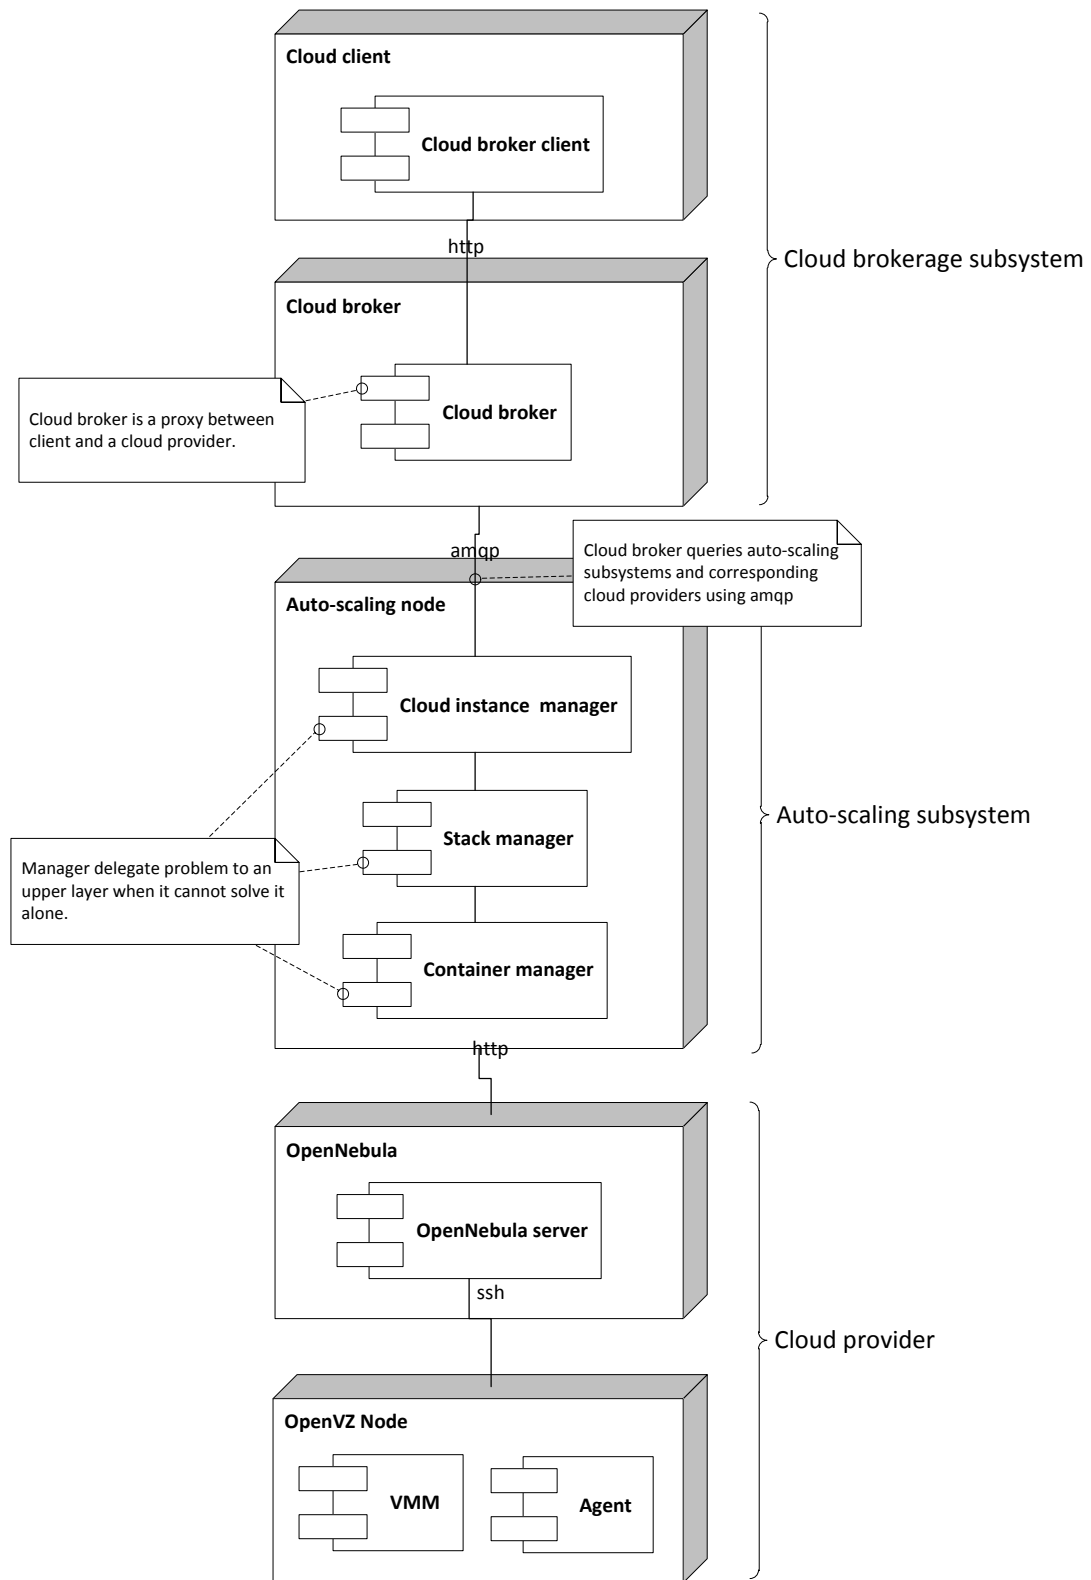 Cloud client
Cloud broker client
http
Cloud brokerage subsystem
Cloud broker
Cloud broker is a proxy between
client and a cloud provider.
Cloud broker
amqp
Cloud broker queries auto-scaling
subsystems and corresponding
cloud providers using amqp
Auto-scaling node
Cloud instance  manager
Stack manager
Auto-scaling subsystem
Manager delegate problem to an
upper layer when it cannot solve it
alone.
Container manager
http
OpenNebula
OpenNebula server
ssh
Cloud provider
OpenVZ Node
VMM
Agent